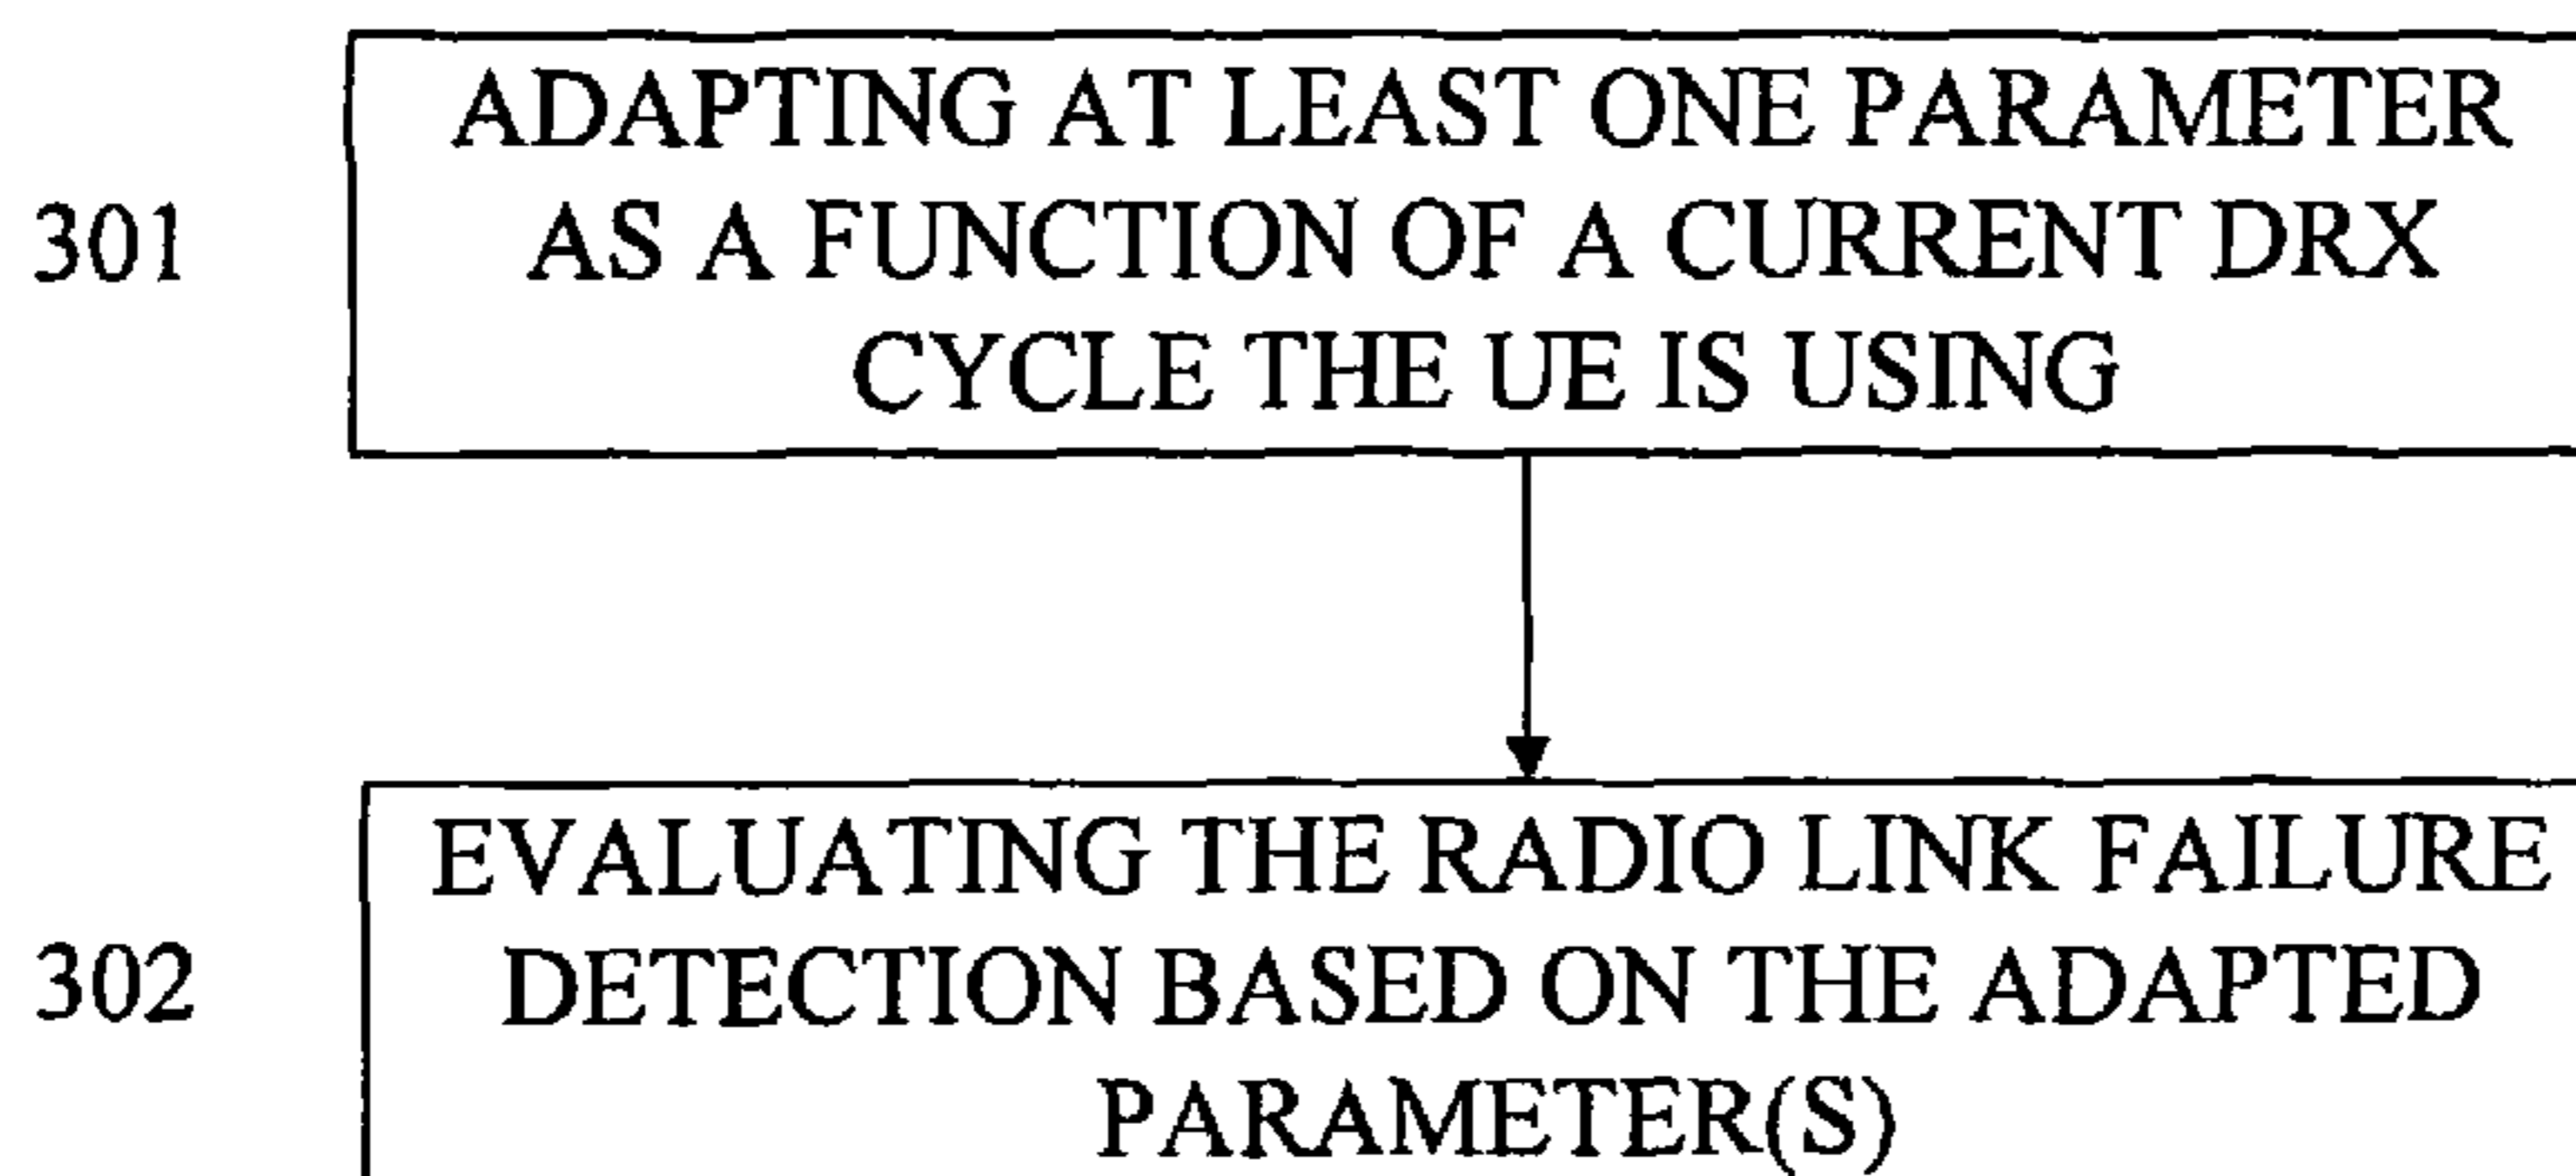 ADAPTING AT LEAST ONE PARAMETER
301 AS A FUNCTION OF A CURRENT DRX
CYCLE THE UE IS USING
EVALUATING THE RADIO LINK FAILURE
302 DETECTION BASED ON THE ADAPTED
PARAMETER(S)